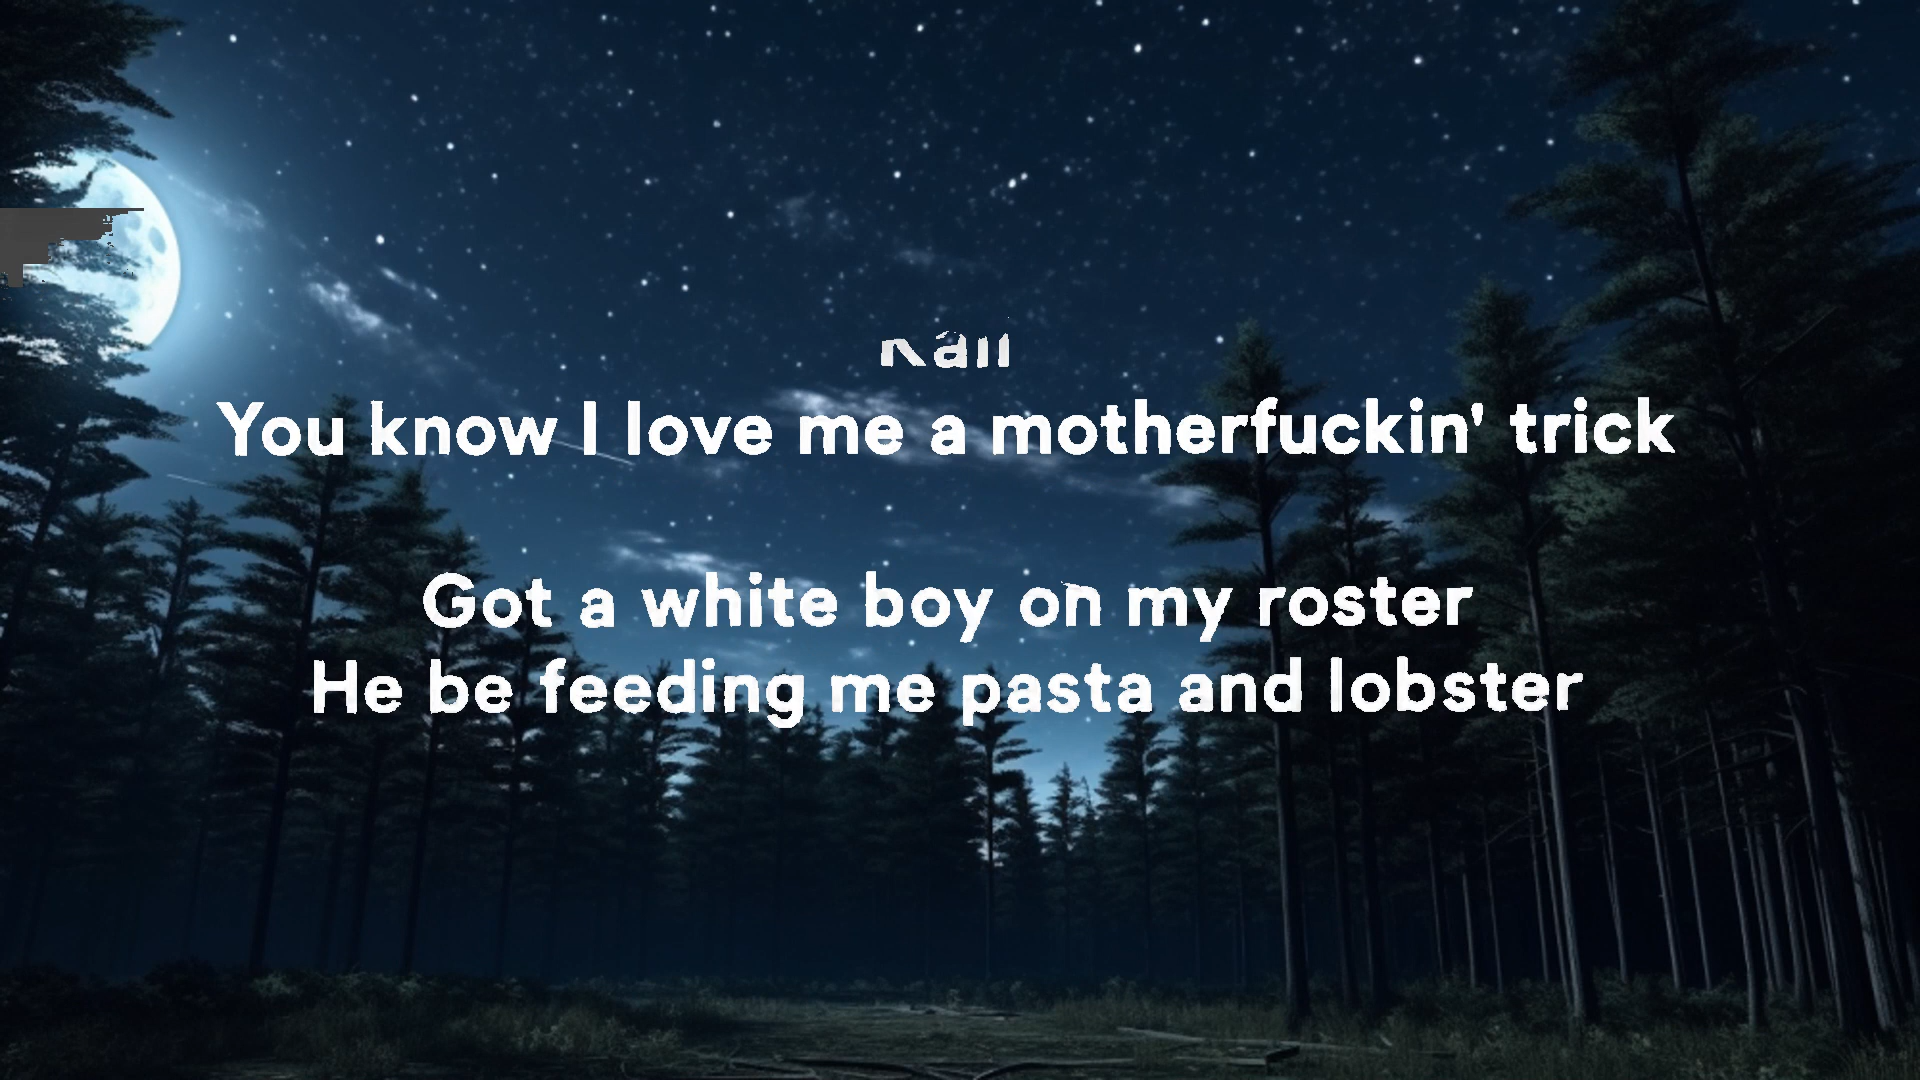 You know I love me a motherfuckin' trick
Got a white boy on my roster
He be feeding me pasta and lobster